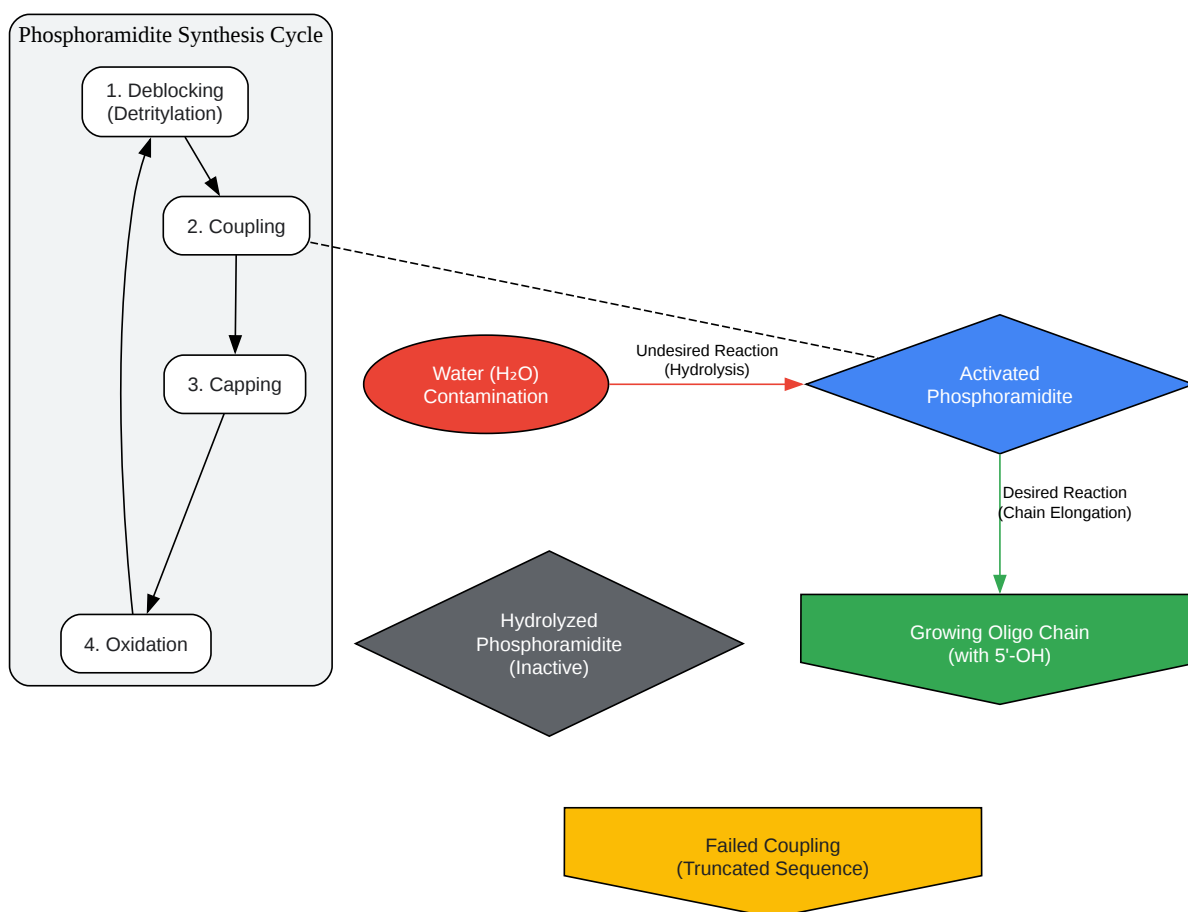 Phosphoramidite Synthesis Cycle
1. Deblocking
(Detritylation)
2. Coupling
3. Capping
4. Oxidation
Water (H₂O)
Contamination
Undesired Reaction
(Hydrolysis)
Activated
Phosphoramidite
Desired Reaction
(Chain Elongation)
Hydrolyzed
Phosphoramidite
(Inactive)
Growing Oligo Chain
(with 5'-OH)
Failed Coupling
(Truncated Sequence)